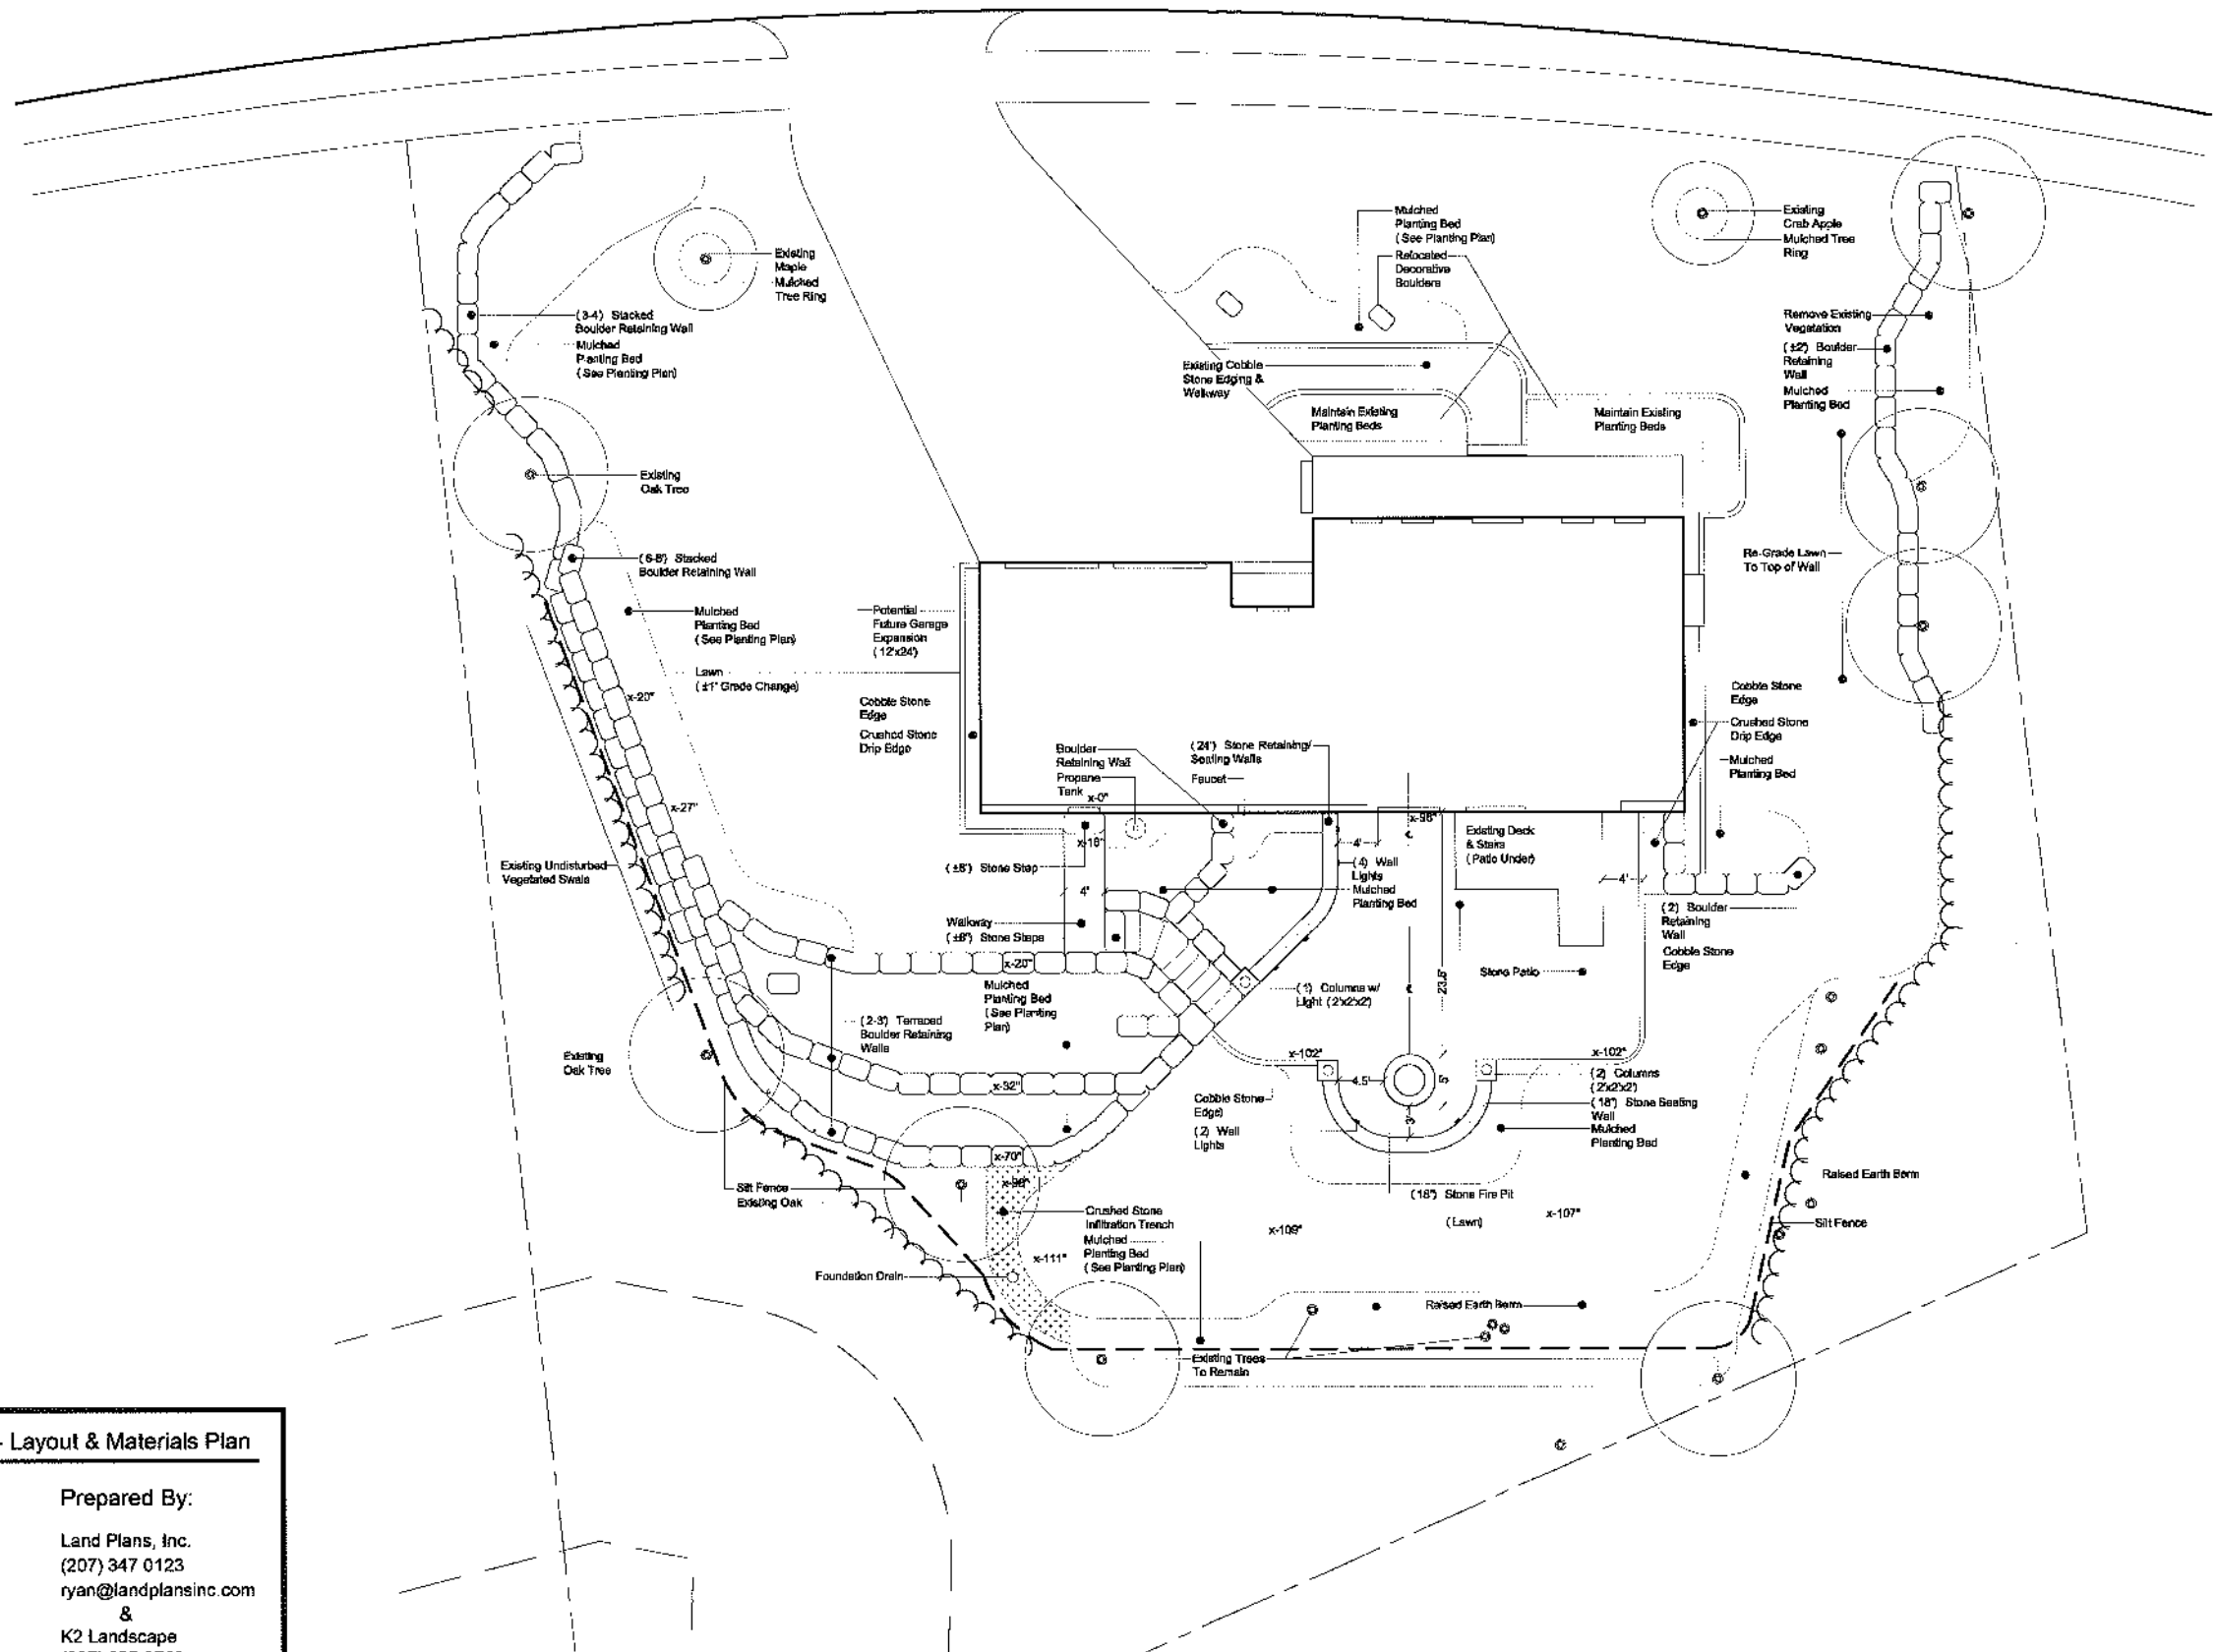 Mulched
Planting Bed
(See Planting Plan)
Relocated
Decorative
Boulders
Existing
Crab Apple
Mulched Tree
Ring
Existing
Maple
Mulched
Tree Ring
(3-4') Stacked
Boulder Retaining Wall
Mulched
Planting Bed
(See Planting Plan)
Remove Existing
Vegetation
(±2') Boulder
Retaining
Wall
Mulched
Planting Bed
Existing Cobble
Stone Edging &
Walkway
Maintain Existing
Planting Beds
Maintain Existing
Planting Beds
Existing
Oak Tree
(6-8') Stacked
Boulder Retaining Wall
Re-Grade Lawn
To Top of Wall
Mulched
Planting Bed
(See Planting Plan)
Potential
Future Garage
Expansion
(12'x24')
Lawn
(±1' Grade Change)
x-20"
Cobble Stone
Edge
Crushed Stone
Drip Edge
Cobble Stone
Edge
Crushed Stone
Drip Edge
Mulched
Planting Bed
Boulder
Retaining Wall
Propane
Tank
x-0"
(24") Stone Retaining/
Seating Walls
Faucet
x-27"
x-96"
x-16"
4'
Existing Deck
& Stairs
(Patio Under)
Existing Undisturbed
Vegetated Swale
(±8") Stone Step
(4) Wall
Lights
Mulched
Planting Bed
4'
4'
Walkway
(±8") Stone Steps
(2) Boulder
Retaining
Wall
Cobble Stone
Edge
x-20"
Mulched
Planting Bed
(See Planting
Plan)
Stone Patio
23.5'
(1) Columns w/
Light (2'x2'x2')
(2-3') Terraced
Boulder Retaining
Walls
Existing
Oak Tree
x-32"
x-102"
x-102"
4.5'
5'
3'
(2) Columns
(2'x2'x2')
(18") Stone Seating
Wall
Mulched
Planting Bed
Cobble Stone
Edge)
(2) Wall
Lights
x-70"
x-96"
Silt Fence
Existing Oak
Raised Earth Berm
(18") Stone Fire Pit
(Lawn)
x-107"
x-109"
Silt Fence
Crushed Stone
Infiltration Trench
Mulched
Planting Bed
(See Planting Plan)
x-111"
Foundation Drain
Raised Earth Berm
Existing Trees
To Remain
- Layout & Materials Plan
Prepared By:
Land Plans, Inc.
(207) 347 0123
ryan@landplansinc.com
&
K2 Landscape